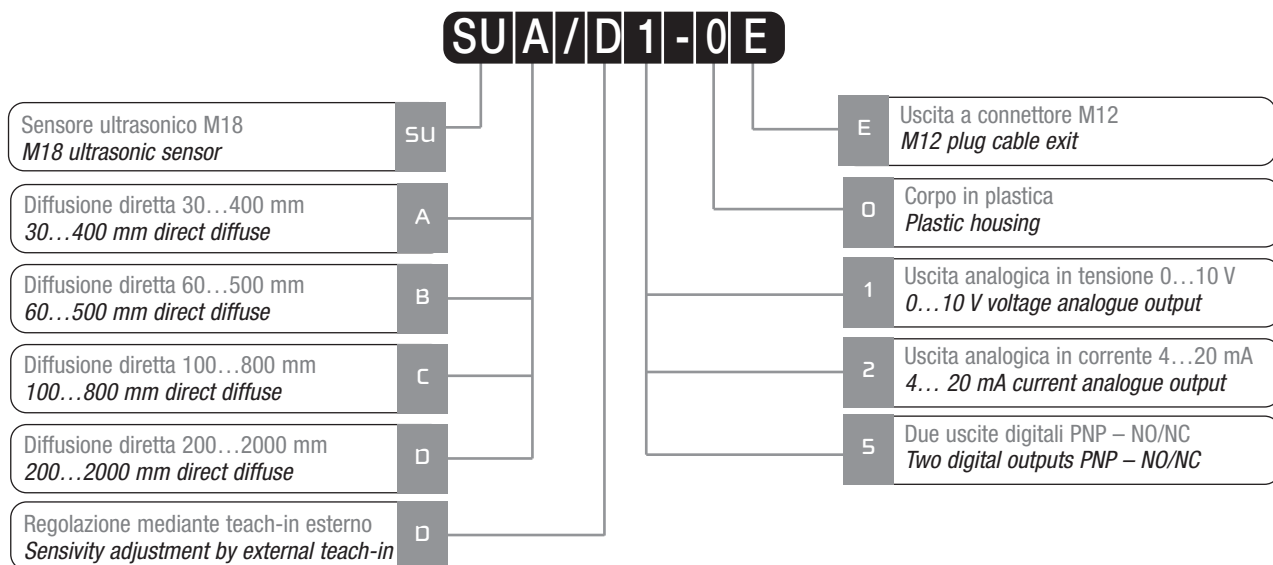 SUA/D1-0E
Sensore ultrasonico M18
M18 ultrasonic sensor
SU
Diffusione diretta 30…400 mm
30…400 mm direct diffuse
A
Diffusione diretta 60…500 mm
60…500 mm direct diffuse
B
Diffusione diretta 100…800 mm
100…800 mm direct diffuse
C
Diffusione diretta 200…2000 mm
200…2000 mm direct diffuse
D
Regolazione mediante teach-in esterno
Sensivity adjustment by external teach-in
D
E
Uscita a connettore M12
M12 plug cable exit
0
Corpo in plastica
Plastic housing
1
Uscita analogica in tensione 0…10 V
0…10 V voltage analogue output
2
Uscita analogica in corrente 4…20 mA
4… 20 mA current analogue output
5
Due uscite digitali PNP – NO/NC
Two digital outputs PNP – NO/NC